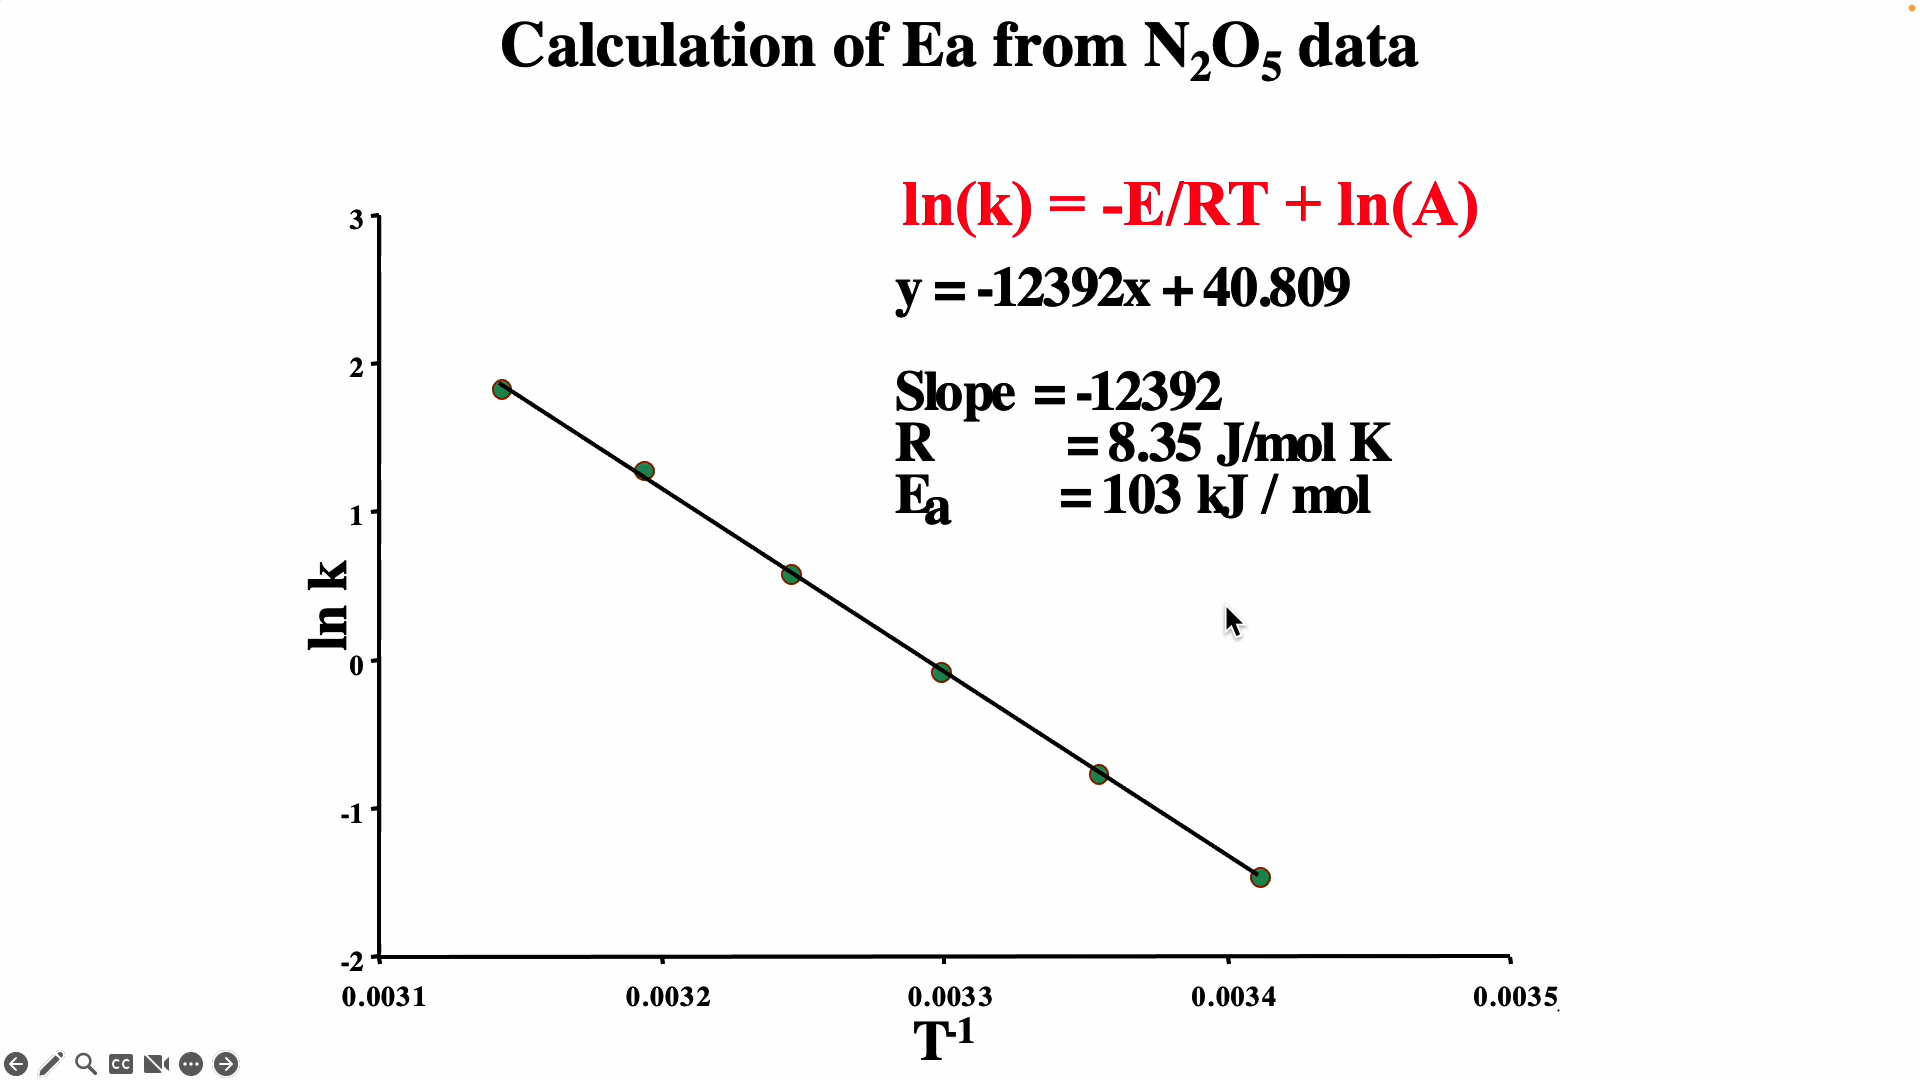 Calculation of Ea from N₂O₅ data
ln(k) = -E/RT + ln(A)
y = -12392x + 40.809
Slope = -12392
R = 8.35 J/mol K
Eₐ = 103 kJ / mol
3
2
1
0
-1
-2
ln k
0.0031 0.0032 0.0033 0.0034 0.0035
T⁻¹
CC